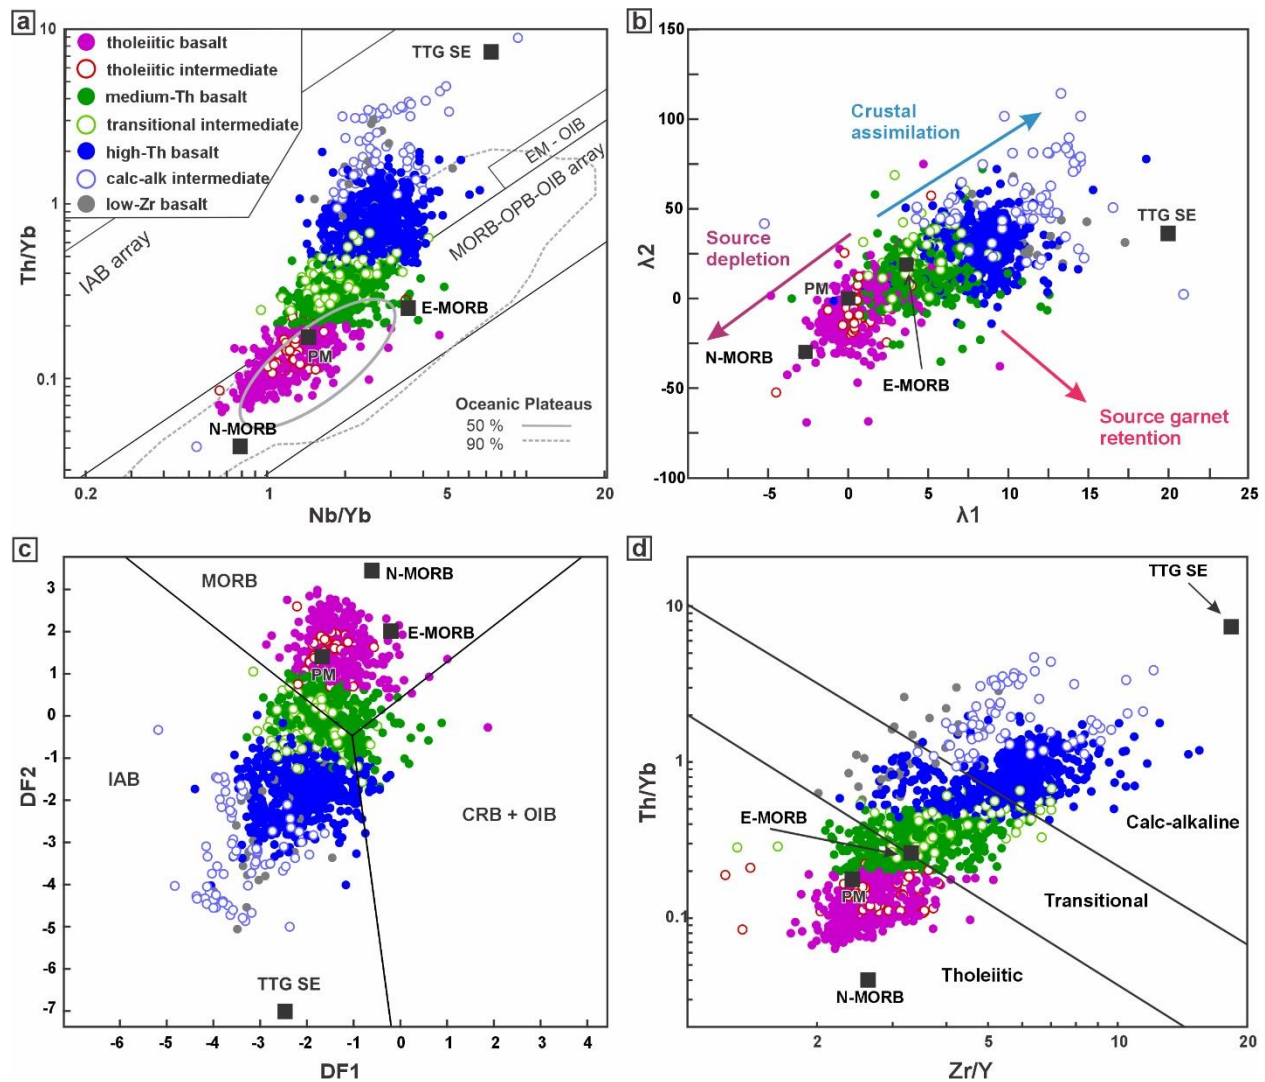 a
10
1
0.1
Th/Yb
tholeiitic basalt
tholeiitic intermediate
medium-Th basalt
transitional intermediate
high-Th basalt
calc-alk intermediate
low-Zr basalt
TTG SE
EM - OIB
MORB-OPB-OIB array
IAB array
E-MORB
PM
N-MORB
Oceanic Plateaus
50 %
90 %
0.2
1
5
20
Nb/Yb
b
150
100
50
0
-50
-100
λ2
Crustal
assimilation
Source
depletion
TTG SE
PM
N-MORB
E-MORB
Source garnet
retention
-5
0
5
10
15
20
25
λ1
c
3
2
1
0
-1
-2
-3
-4
-5
-6
-7
DF2
MORB
N-MORB
E-MORB
PM
IAB
CRB + OIB
TTG SE
-6
-5
-4
-3
-2
-1
0
1
2
3
4
DF1
d
10
1
0.1
Th/Yb
TTG SE
E-MORB
Calc-alkaline
PM
Transitional
Tholeiitic
N-MORB
2
5
10
20
Zr/Y